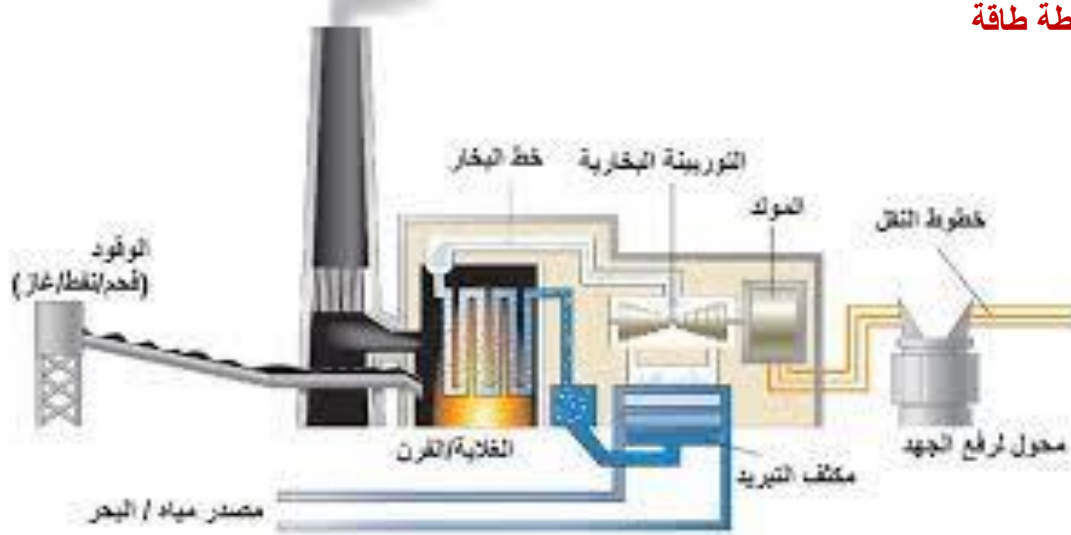 طة طاقة
خط البخار
التوربينة البخارية
المولد
خطوط النقل
الوقود
(فحم/نفط/غاز)
الغلاية/الفرن
مكثف التبريد
محول لرفع الجهد
مصدر مياه / البحر